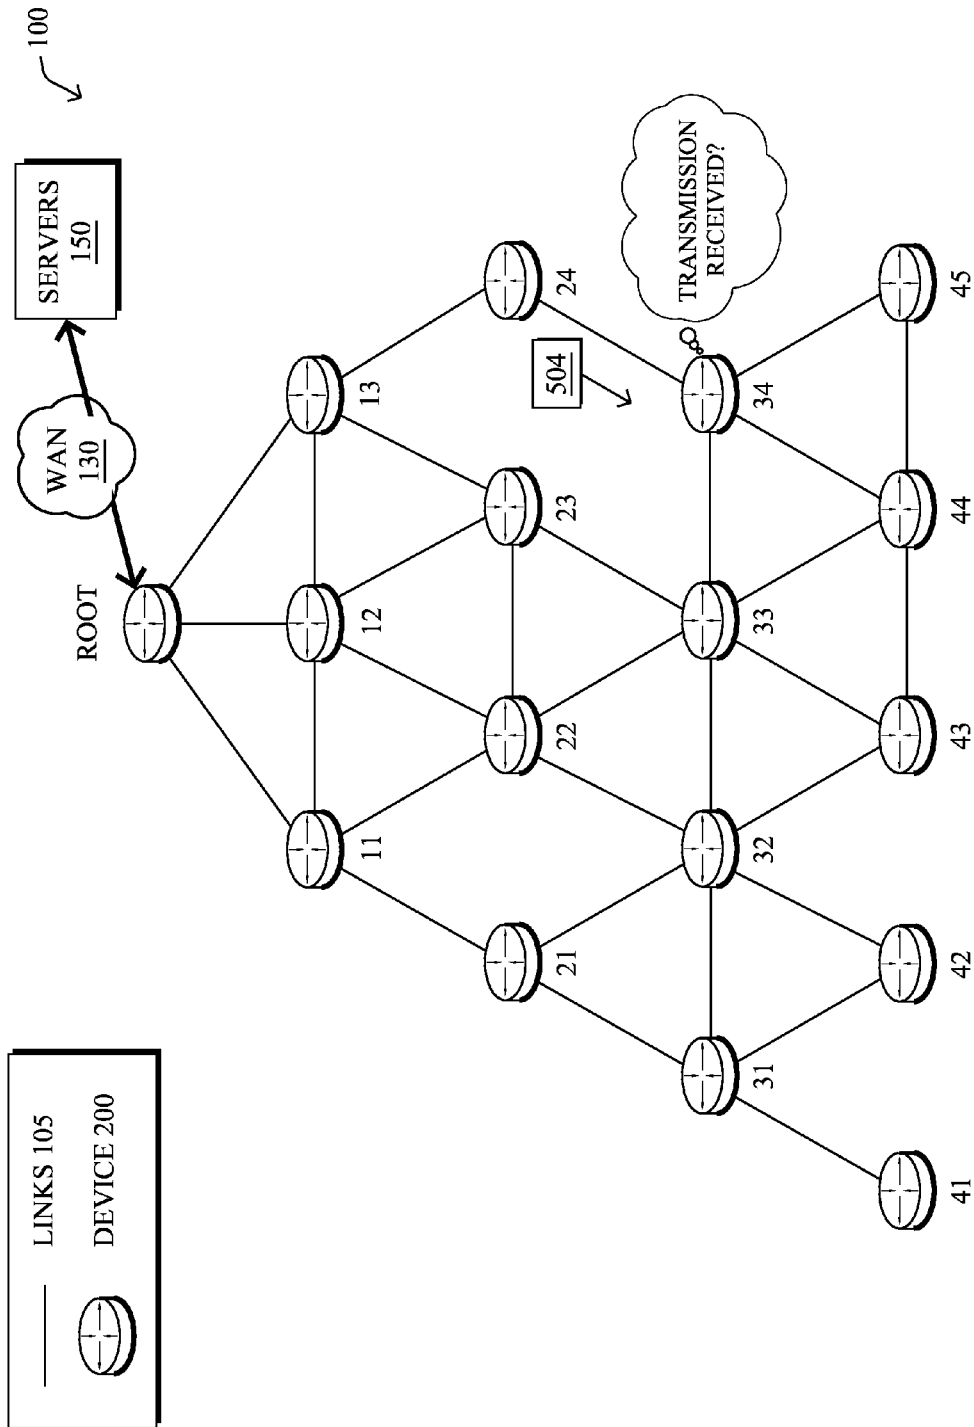 100
SERVERS
150
WAN
130
ROOT
LINKS 105
DEVICE 200
11
12
13
21
22
23
24
504
TRANSMISSION
RECEIVED?
31
32
33
34
41
42
43
44
45